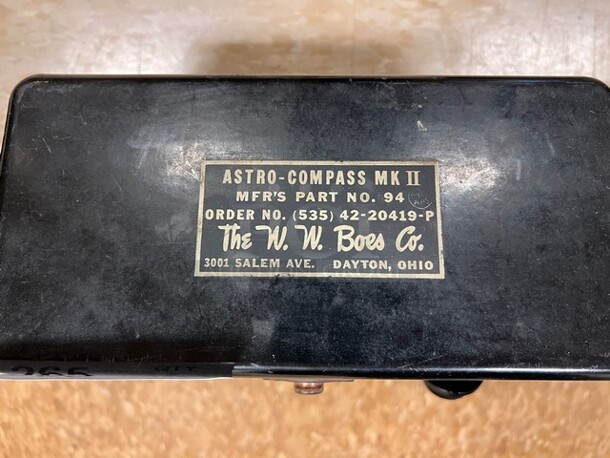 ASTRO-COMPASS MK II
MFR'S PART NO. 94
ORDER NO. (535) 42-20419-P
The W. W. Boes Co.
3001 SALEM AVE. DAYTON, OHIO